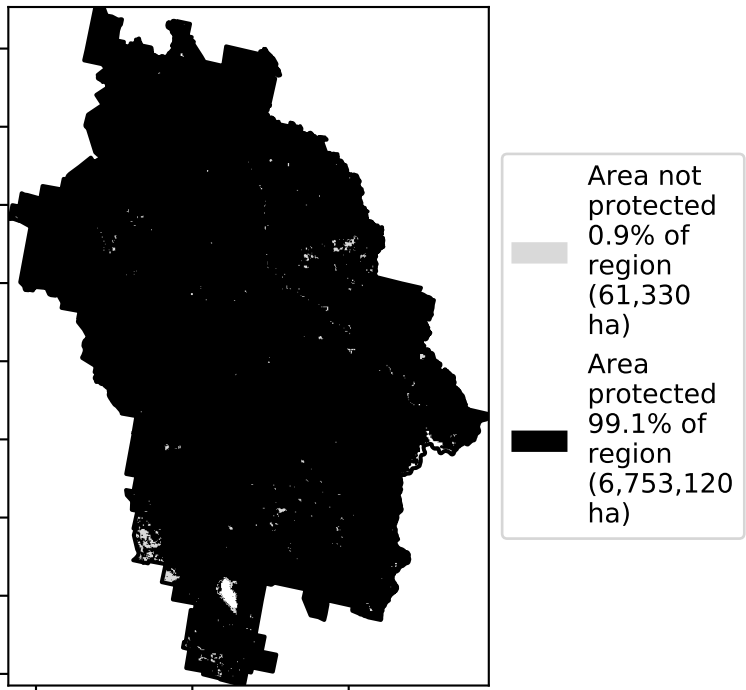 Area not
protected
0.9% of
region
(61,330
ha)
Area
protected
99.1% of
region
(6,753,120
ha)